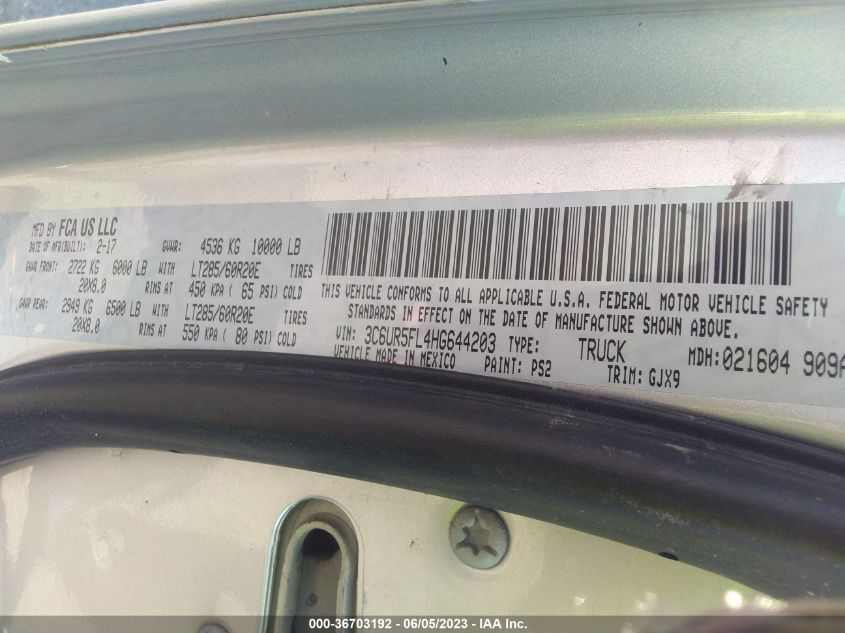 MFD BY FCA US LLC
DATE OF MFR(BUILT): 2-17 GVWR: 4536 KG 10000 LB
GAWR FRONT: 2722 KG 6000 LB WITH LT285/60R20E TIRES
20X8.0 RIMS AT 450 KPA ( 65 PSI) COLD
GAWR REAR: 2949 KG 6500 LB WITH LT285/60R20E TIRES
20X8.0 RIMS AT 550 KPA ( 80 PSI) COLD
THIS VEHICLE CONFORMS TO ALL APPLICABLE U.S.A. FEDERAL MOTOR VEHICLE SAFETY
STANDARDS IN EFFECT ON THE DATE OF MANUFACTURE SHOWN ABOVE.
VIN: 3C6UR5FL4HG644203 TYPE: TRUCK MDH:021604 909A
VEHICLE MADE IN MEXICO PAINT: PS2 TRIM: GJX9
000-36703192 - 06/05/2023 - IAA Inc.